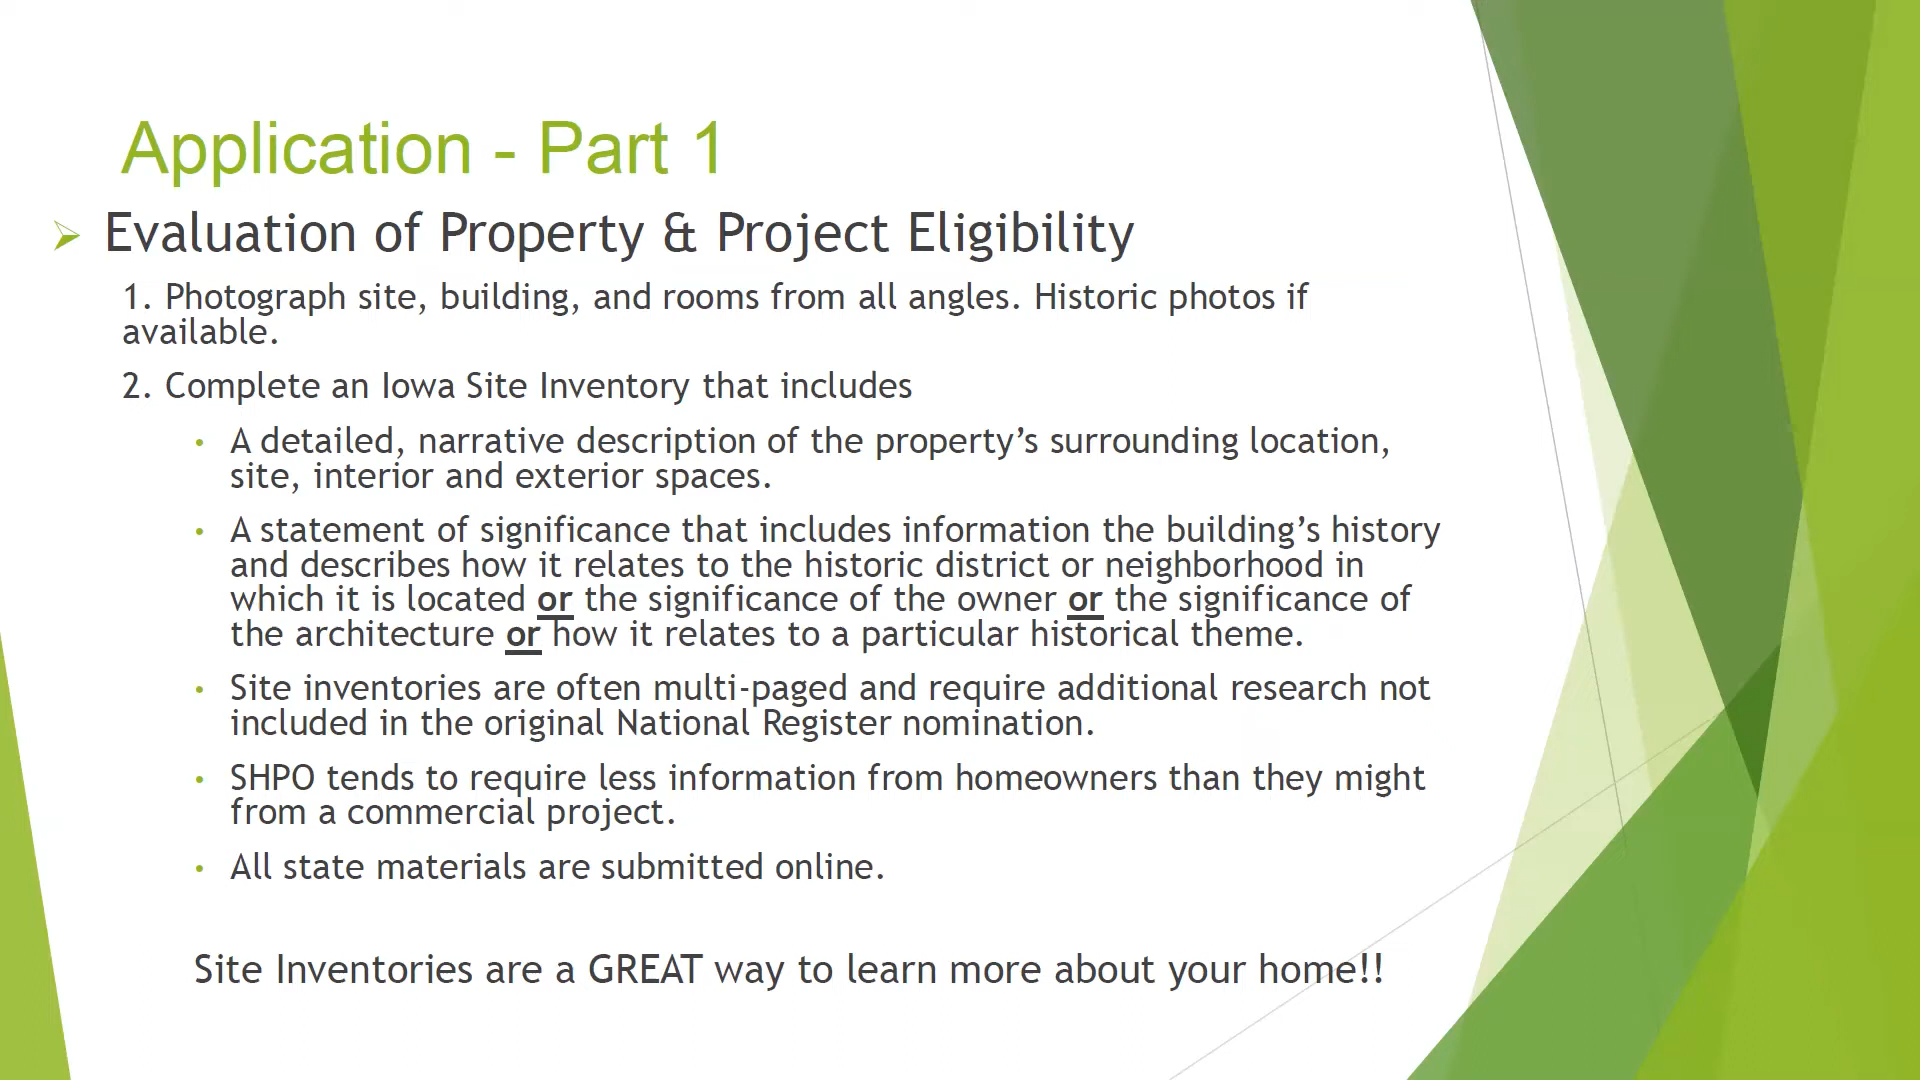 Application - Part 1
Evaluation of Property & Project Eligibility
1. Photograph site, building, and rooms from all angles. Historic photos if
available.
2. Complete an Iowa Site Inventory that includes
• A detailed, narrative description of the property’s surrounding location,
site, interior and exterior spaces.
• A statement of significance that includes information the building’s history
and describes how it relates to the historic district or neighborhood in
which it is located or the significance of the owner or the significance of
the architecture or how it relates to a particular historical theme.
• Site inventories are often multi-paged and require additional research not
included in the original National Register nomination.
• SHPO tends to require less information from homeowners than they might
from a commercial project.
• All state materials are submitted online.
Site Inventories are a GREAT way to learn more about your home!!